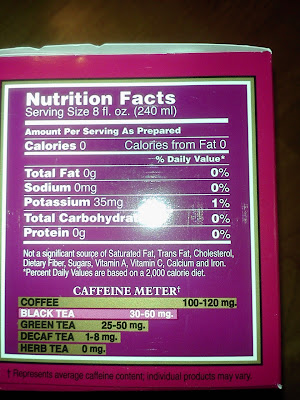 Nutrition Facts
Serving Size 8 fl. oz. (240 ml)
Amount Per Serving As Prepared
Calories 0 Calories from Fat 0
% Daily Value*
Total Fat 0g 0%
Sodium 0mg 0%
Potassium 35mg 1%
Total Carbohydrat 0%
Protein 0g 0%
Not a significant source of Saturated Fat, Trans Fat, Cholesterol,
Dietary Fiber, Sugars, Vitamin A, Vitamin C, Calcium and Iron.
*Percent Daily Values are based on a 2,000 calorie diet.
CAFFEINE METER†
COFFEE 100-120 mg.
BLACK TEA 30-60 mg.
GREEN TEA 25-50 mg.
DECAF TEA 1-8 mg.
HERB TEA 0 mg.
† Represents average caffeine content; individual products may vary.